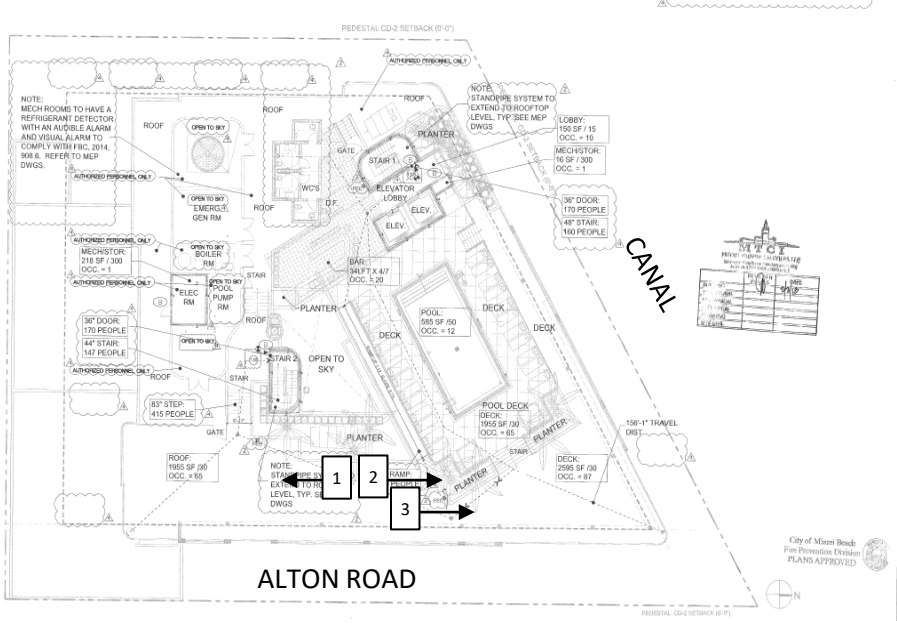 PEDESTAL CD-2 SETBACK (6'-0")
AUTHORIZED PERSONNEL ONLY
NOTE:
MECH ROOMS TO HAVE A
REFRIGERANT DETECTOR
WITH AN AUDIBLE ALARM
AND VISUAL ALARM TO
COMPLY WITH FBC, 2014,
908.6. REFER TO MEP
DWGS.
ROOF
OPEN TO SKY
ROOF
NOTE:
STANDPIPE SYSTEM TO
EXTEND TO ROOFTOP
LEVEL, TYP. SEE MEP
DWGS
PLANTER
GATE
STAIR 1
LOBBY:
150 SF / 15
OCC. = 10
MECH/STOR:
16 SF / 300
OCC. = 1
AUTHORIZED PERSONNEL ONLY
WC'S
D.F.
ELEVATOR
LOBBY
ELEV.
ELEV.
36" DOOR:
170 PEOPLE
48" STAIR:
160 PEOPLE
OPEN TO SKY
EMERG.
GEN RM
ROOF
CANAL
AUTHORIZED PERSONNEL ONLY
MECH/STOR:
218 SF / 300
OCC. = 1
OPEN TO SKY
BOILER
RM
BAR:
34LFT X 4/7
OCC. = 20
AUTHORIZED PERSONNEL ONLY
ELEC
RM
OPEN TO SKY
POOL
PUMP
RM
STAIR
PLANTER
ROOF
POOL:
585 SF /50
OCC. = 12
DECK
DECK
DECK
36" DOOR:
170 PEOPLE
44" STAIR:
147 PEOPLE
OPEN TO SKY
STAIR 2
OPEN TO
SKY
AUTHORIZED PERSONNEL ONLY
ROOF
STAIR
83" STEP:
415 PEOPLE
GATE
POOL DECK
DECK:
1955 SF /30
OCC. = 65
PLANTER
PLANTER
STAIR
156'-1" TRAVEL
DIST
ROOF:
1955 SF /30
OCC. = 65
NOTE:
LEVEL, TYP.
DWGS
1
2
3
RAMP:
PEOPLE
PLANTER
DECK:
2595 SF /30
OCC. = 87
MTCI
City of Miami Beach
Fire Prevention Division
PLANS APPROVED
ALTON ROAD
N
PEDESTAL CD-2 SETBACK (6'-0")